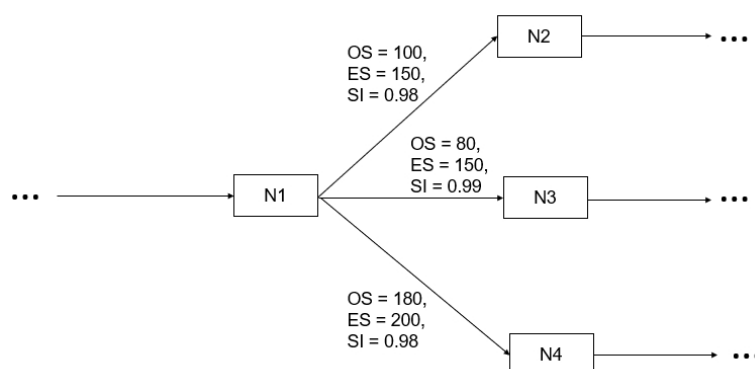 N2
OS = 100,
ES = 150,
SI = 0.98
OS = 80,
ES = 150,
SI = 0.99
...
N1
N3
...
OS = 180,
ES = 200,
SI = 0.98
N4
...
...